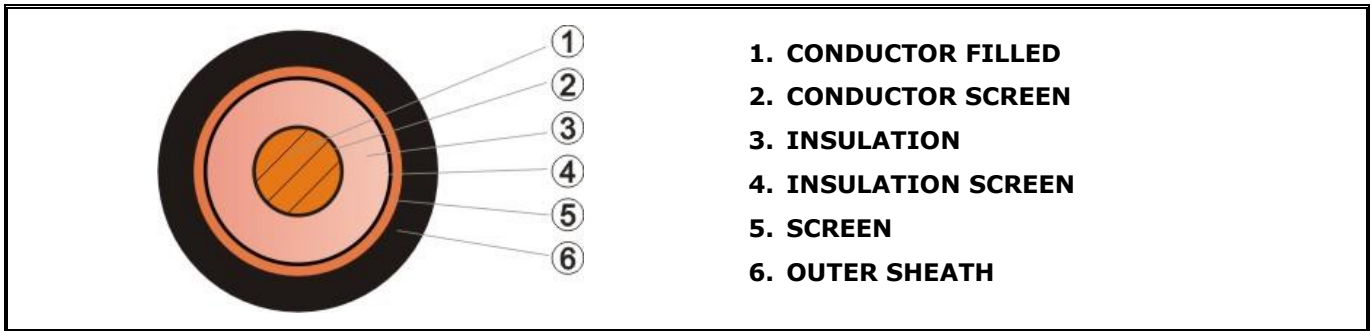 ①
②
③
④
⑤
⑥
1. CONDUCTOR FILLED
2. CONDUCTOR SCREEN
3. INSULATION
4. INSULATION SCREEN
5. SCREEN
6. OUTER SHEATH